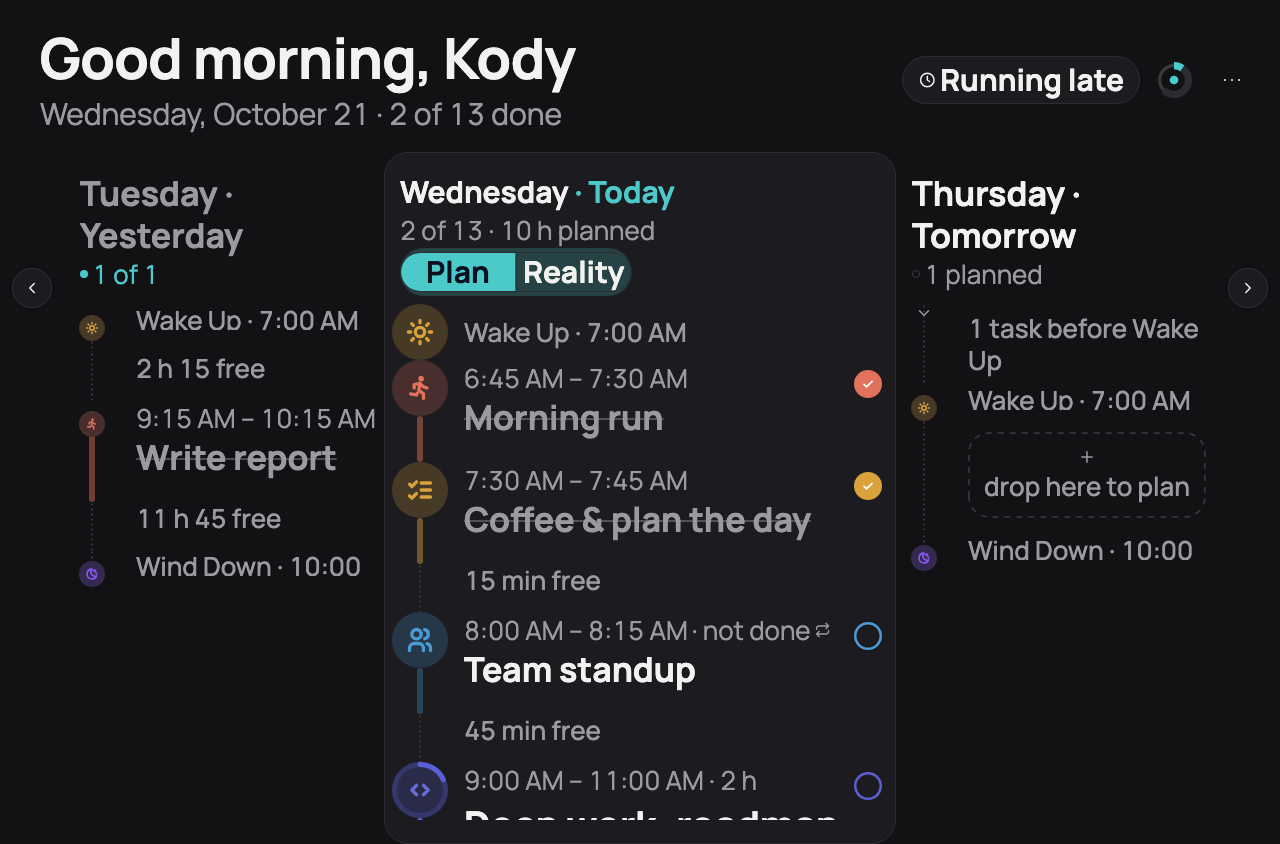 Good morning, Kody
Wednesday, October 21 · 2 of 13 done
Running late
Tuesday ·
Yesterday
1 of 1
Wake Up · 7:00 AM
2 h 15 free
9:15 AM – 10:15 AM
Write report
11 h 45 free
Wind Down · 10:00
Wednesday · Today
2 of 13 · 10 h planned
Plan Reality
Wake Up · 7:00 AM
6:45 AM – 7:30 AM
Morning run
7:30 AM – 7:45 AM
Coffee & plan the day
15 min free
8:00 AM – 8:15 AM · not done
Team standup
45 min free
9:00 AM – 11:00 AM · 2 h
Thursday ·
Tomorrow
1 planned
1 task before Wake
Up
Wake Up · 7:00 AM
+
drop here to plan
Wind Down · 10:00